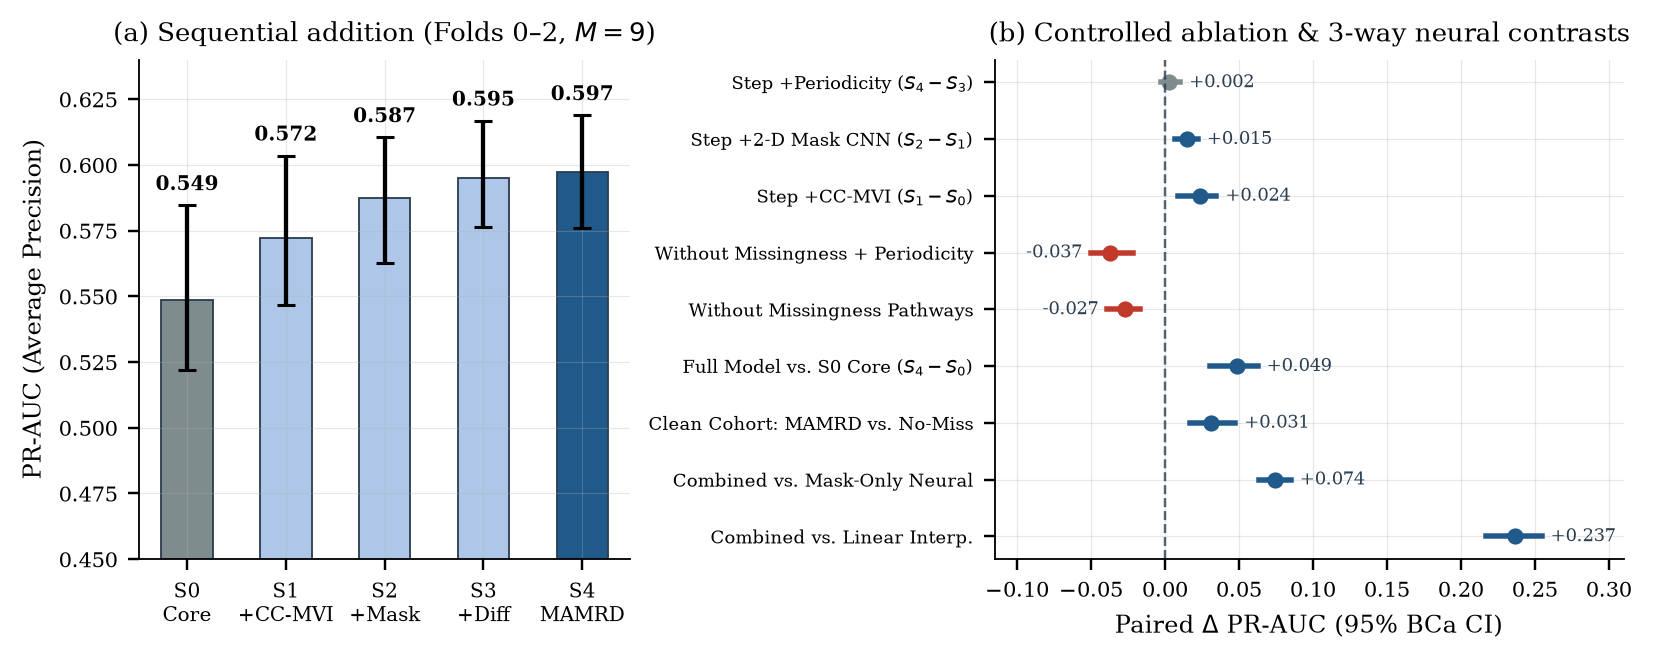 (a) Sequential addition (Folds 0–2, M = 9)
PR-AUC (Average Precision)
0.625
0.600
0.575
0.550
0.525
0.500
0.475
0.450
0.549
0.572
0.587
0.595
0.597
S0
Core
S1
+CC-MVI
S2
+Mask
S3
+Diff
S4
MAMRD
(b) Controlled ablation & 3-way neural contrasts
Step +Periodicity (S₄ − S₃)
+0.002
Step +2-D Mask CNN (S₂ − S₁)
+0.015
Step +CC-MVI (S₁ − S₀)
+0.024
Without Missingness + Periodicity
-0.037
Without Missingness Pathways
-0.027
Full Model vs. S0 Core (S₄ − S₀)
+0.049
Clean Cohort: MAMRD vs. No-Miss
+0.031
Combined vs. Mask-Only Neural
+0.074
Combined vs. Linear Interp.
+0.237
−0.10 −0.05 0.00 0.05 0.10 0.15 0.20 0.25 0.30
Paired Δ PR-AUC (95% BCa CI)